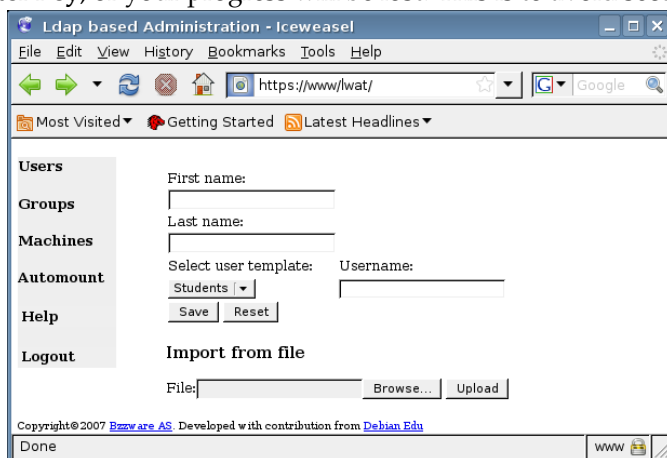 Ldap based Administration - Iceweasel
File Edit View History Bookmarks Tools Help
https://www/lwat/ G Google
Most Visited Getting Started Latest Headlines
Users
Groups
Machines
Automount
Help
Logout
First name:
Last name:
Select user template: Username:
Students
Save Reset
Import from file
File: Browse... Upload
Copyright©2007 Bzzware AS. Developed with contribution from Debian Edu
Done www